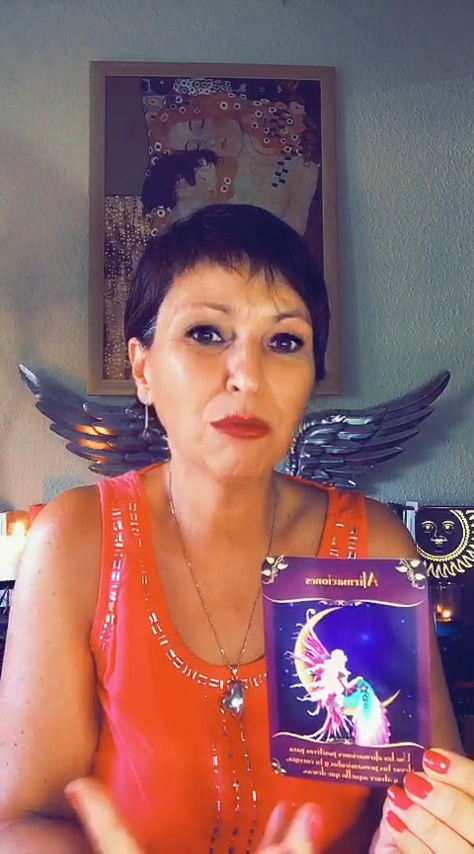 Afirmaciones
Usa las afirmaciones positivas para
elevar tus pensamientos y tu energía,
y atraer aquello que deseas.